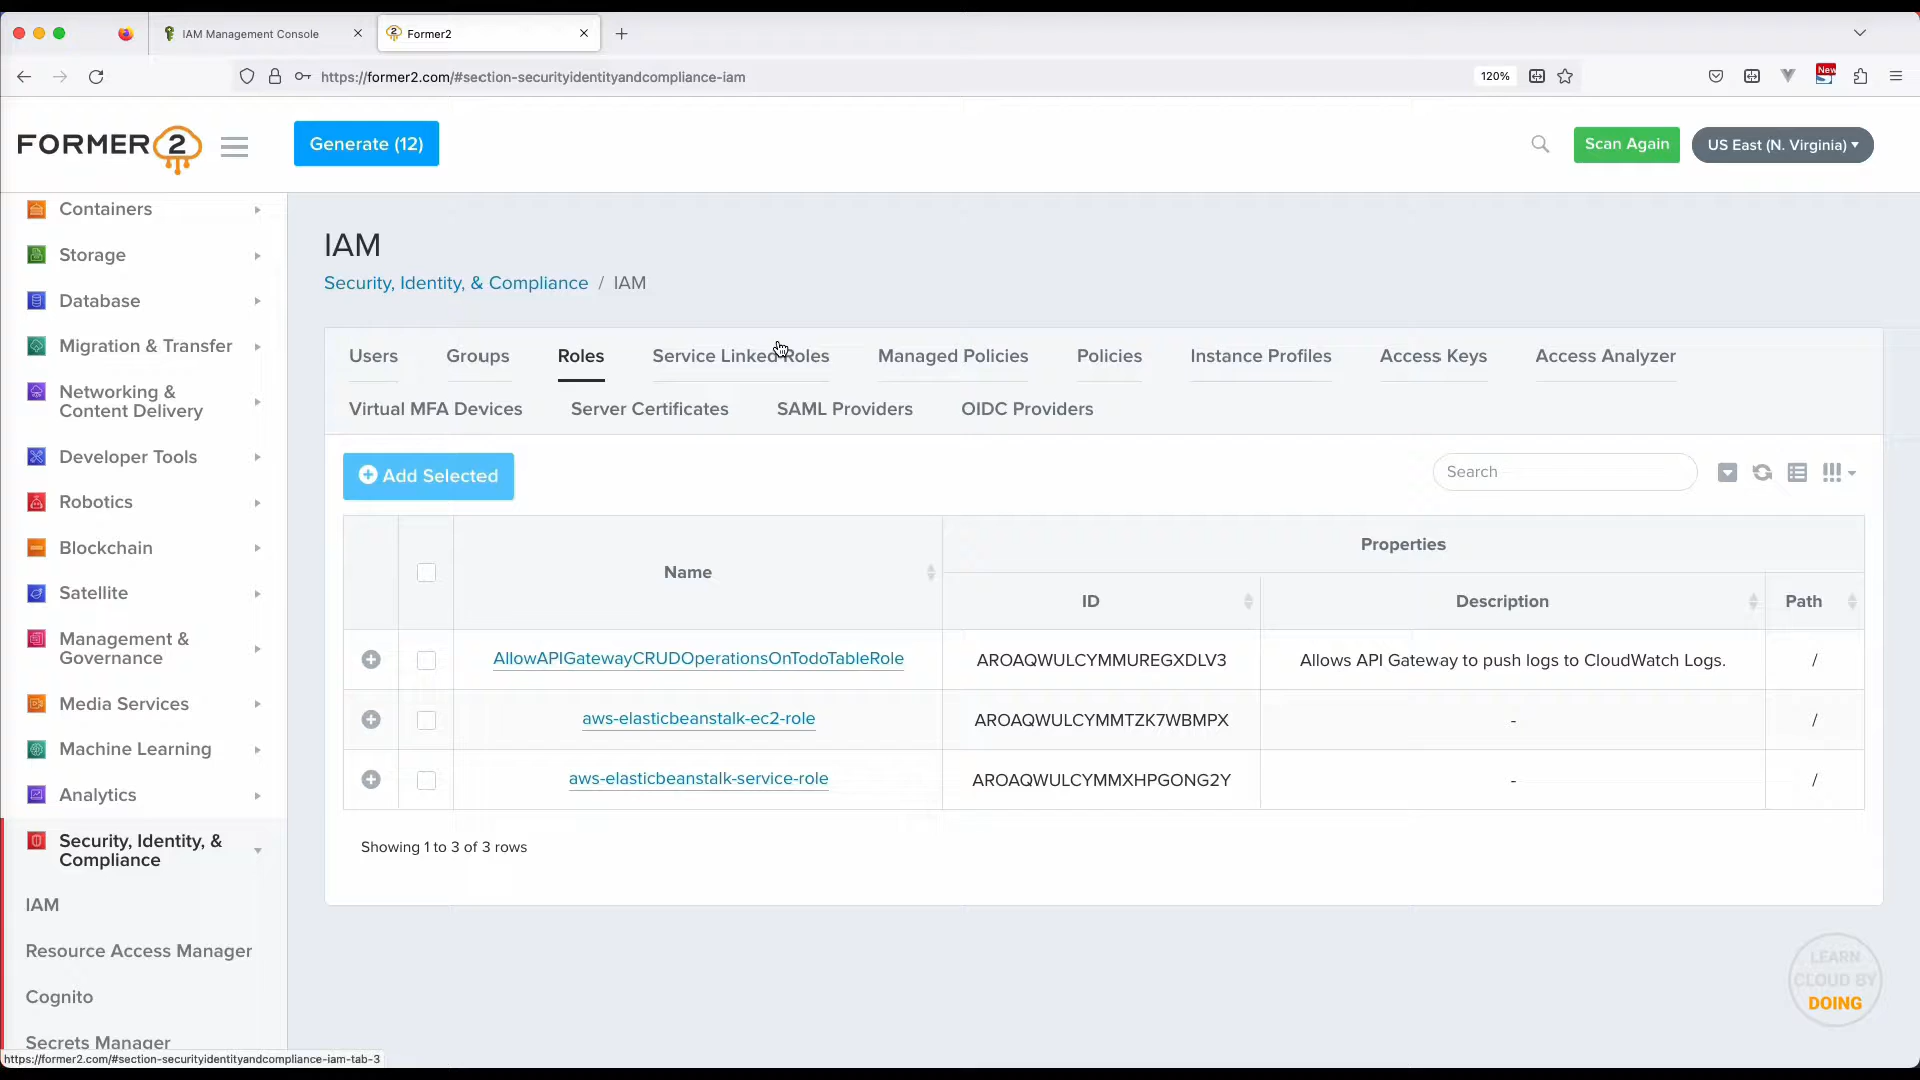 IAM Management Console
Former2
https://former2.com/#section-securityidentityandcompliance-iam
120%
New
FORMER 2
Generate (12)
Scan Again
US East (N. Virginia)
Containers
Storage
Database
Migration & Transfer
Networking &
Content Delivery
Developer Tools
Robotics
Blockchain
Satellite
Management &
Governance
Media Services
Machine Learning
Analytics
Security, Identity, &
Compliance
IAM
Resource Access Manager
Cognito
Secrets Manager
https://former2.com/#section-securityidentityandcompliance-iam-tab-3
IAM
Security, Identity, & Compliance / IAM
Users Groups Roles Service Linked Roles Managed Policies Policies Instance Profiles Access Keys Access Analyzer
Virtual MFA Devices Server Certificates SAML Providers OIDC Providers
Add Selected
Search
Name
Properties
ID Description Path
AllowAPIGatewayCRUDOperationsOnTodoTableRole AROAQWULCYMMUREGXDLV3 Allows API Gateway to push logs to CloudWatch Logs. /
aws-elasticbeanstalk-ec2-role AROAQWULCYMMTZK7WBMPX - /
aws-elasticbeanstalk-service-role AROAQWULCYMMXHPGONG2Y - /
Showing 1 to 3 of 3 rows
LEARN
CLOUD BY
DOING